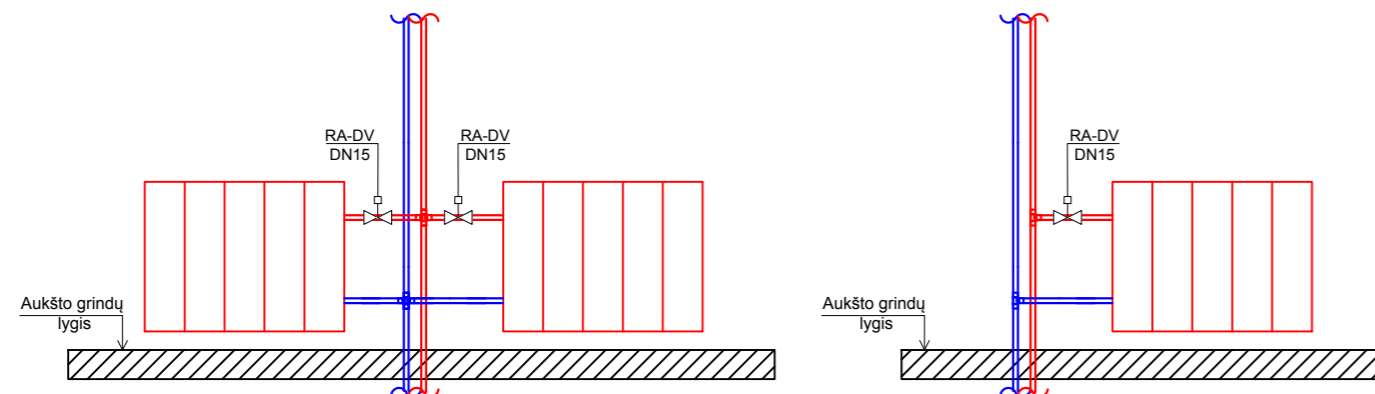 RA-DV
DN15
RA-DV
DN15
Aukšto grindų
lygis
RA-DV
DN15
Aukšto grindų
lygis